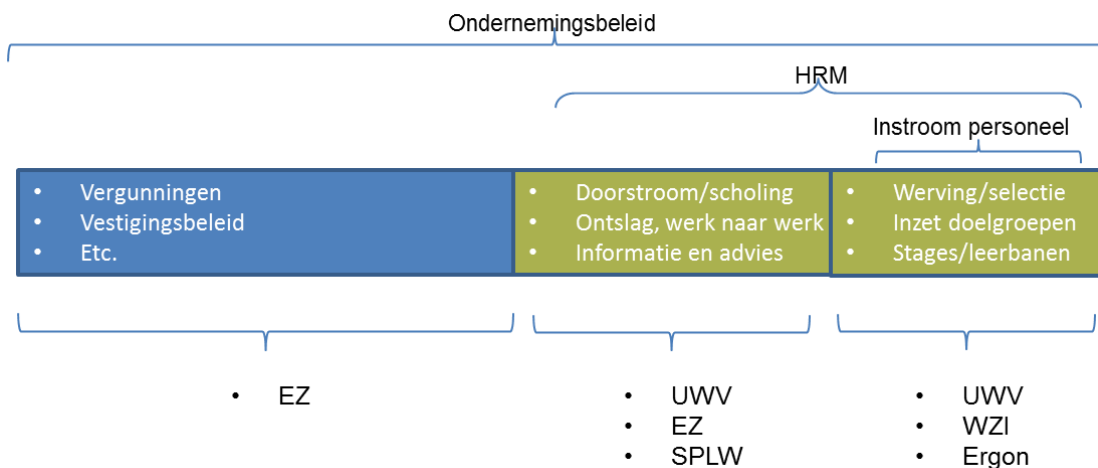 Ondernemingsbeleid
HRM
Instroom personeel
• Vergunningen
• Vestigingsbeleid
• Etc.
• Doorstroom/scholing
• Ontslag, werk naar werk
• Informatie en advies
• Werving/selectie
• Inzet doelgroepen
• Stages/leerbanen
• EZ
• UWV
• EZ
• SPLW
• UWV
• WZI
• Ergon